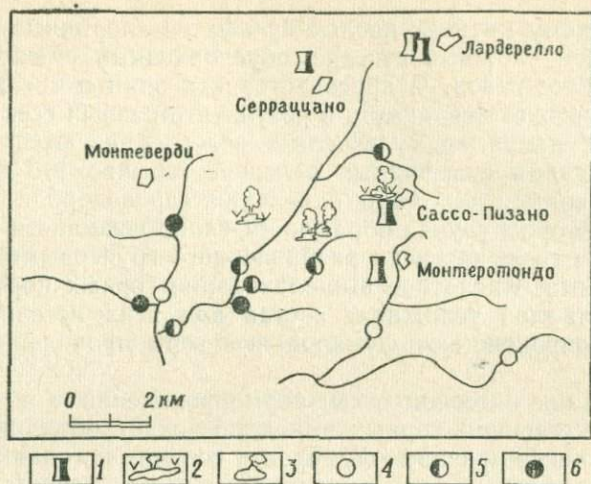 Лардерелло
Серраццано
Монтеверди
Сассо-Пизано
Монтеротондо
0 2 км
1 2 3 4 5 6